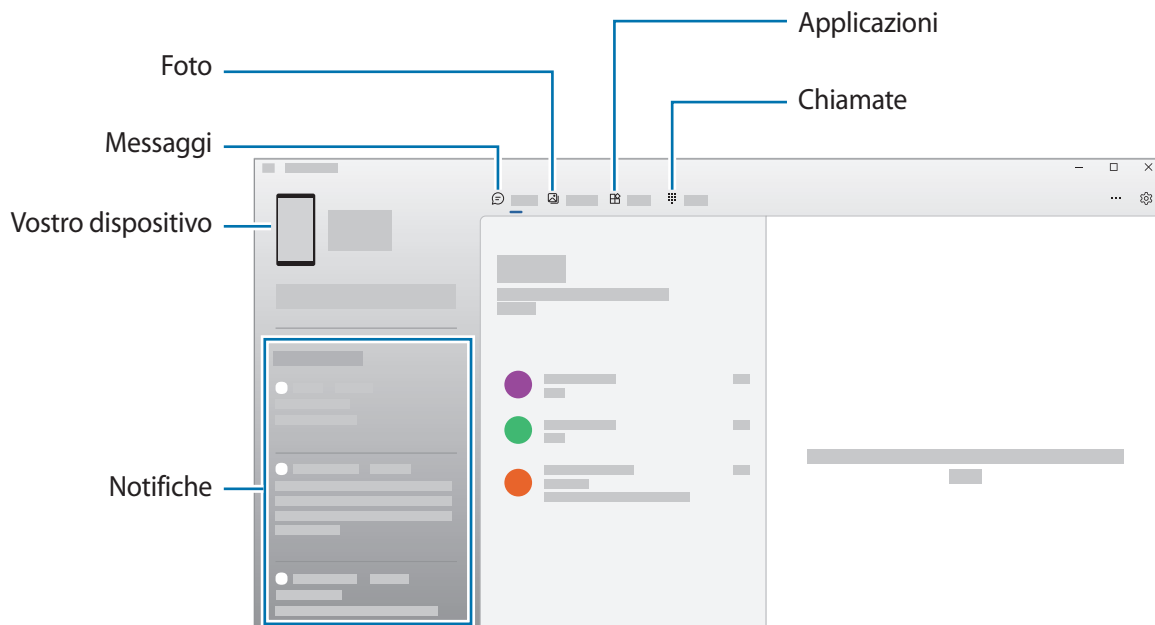 Applicazioni
Foto
Chiamate
Messaggi
Vostro dispositivo
Notifiche